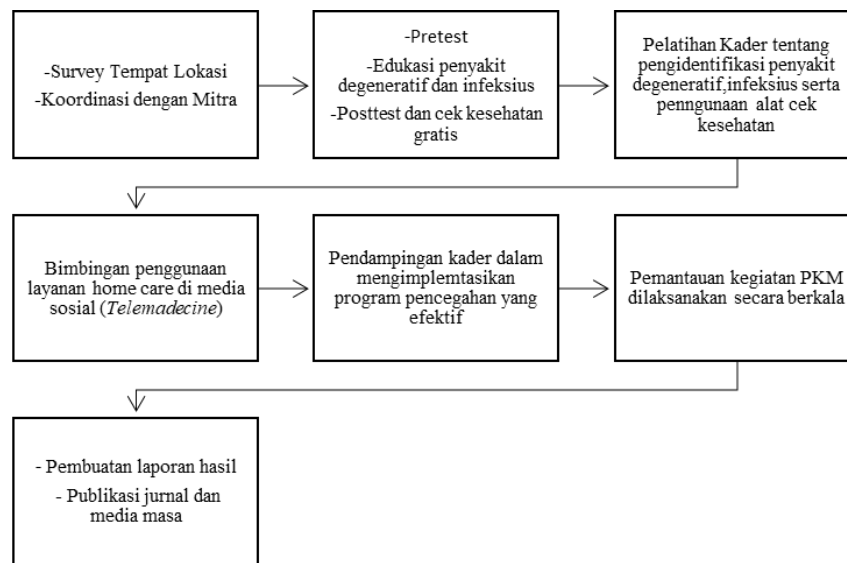 -Survey Tempat Lokasi
-Koordinasi dengan Mitra
-Pretest
-Edukasi penyakit
degeneratif dan infeksius
-Posttest dan cek kesehatan
gratis
Pelatihan Kader tentang
pengidentifikasi penyakit
degeneratif,infeksius serta
penngunaan alat cek
kesehatan
Bimbingan penggunaan
layanan home care di media
sosial (Telemadecine)
Pendampingan kader dalam
mengimplemtasikan
program pencegahan yang
efektif
Pemantauan kegiatan PKM
dilaksanakan secara berkala
- Pembuatan laporan hasil
- Publikasi jurnal dan
media masa